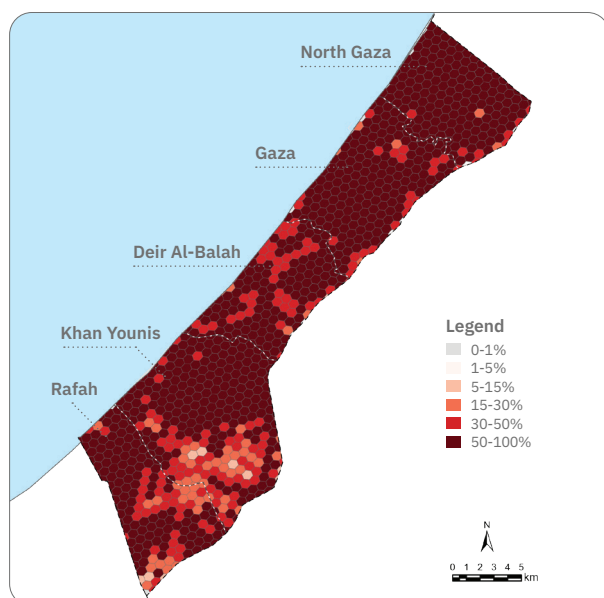 North Gaza
Gaza
Deir Al-Balah
Khan Younis
Rafah
Legend
0-1%
1-5%
5-15%
15-30%
30-50%
50-100%
N
0 1 2 3 4 5
km